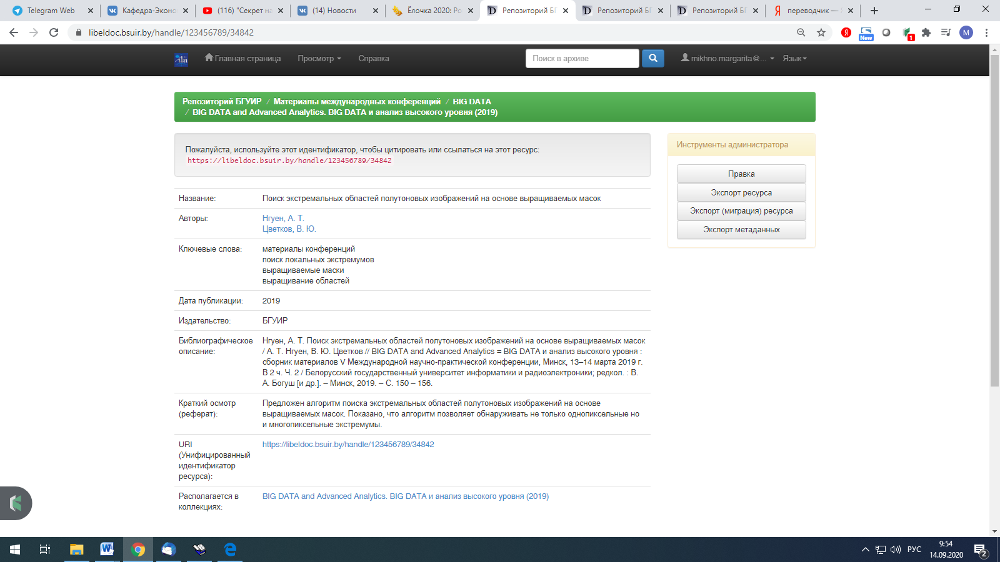 Telegram Web
Кафедра-Эконо
(116) "Секрет на
(14) Новости
Ёлочка 2020: Ро
Репозиторий БГ
Репозиторий БГ
Репозиторий БГ
переводчик —
libeldoc.bsuir.by/handle/123456789/34842
New
1
M
Главная страница
Просмотр
Справка
Поиск в архиве
mikhno.margarita@...
Язык
Репозиторий БГУИР / Материалы международных конференций / BIG DATA
/ BIG DATA and Advanced Analytics. BIG DATA и анализ высокого уровня (2019)
Пожалуйста, используйте этот идентификатор, чтобы цитировать или ссылаться на этот ресурс:
https://libeldoc.bsuir.by/handle/123456789/34842
Инструменты администратора
Правка
Экспорт ресурса
Экспорт (миграция) ресурса
Экспорт метаданных
Название: Поиск экстремальных областей полутоновых изображений на основе выращиваемых масок
Авторы: Нгуен, А. Т.
Цветков, В. Ю.
Ключевые слова: материалы конференций
поиск локальных экстремумов
выращиваемые маски
выращивание областей
Дата публикации: 2019
Издательство: БГУИР
Библиографическое описание:
Нгуен, А. Т. Поиск экстремальных областей полутоновых изображений на основе выращиваемых масок
/ А. Т. Нгуен, В. Ю. Цветков // BIG DATA and Advanced Analytics = BIG DATA и анализ высокого уровня :
сборник материалов V Международной научно-практической конференции, Минск, 13–14 марта 2019 г.
В 2 ч. Ч. 2 / Белорусский государственный университет информатики и радиоэлектроники; редкол. : В.
А. Богуш [и др.]. – Минск, 2019. – С. 150 – 156.
Краткий осмотр (реферат):
Предложен алгоритм поиска экстремальных областей полутоновых изображений на основе
выращиваемых масок. Показано, что алгоритм позволяет обнаруживать не только однопиксельные но
и многопиксельные экстремумы.
URI
(Унифицированный
идентификатор
ресурса):
https://libeldoc.bsuir.by/handle/123456789/34842
Располагается в
коллекциях:
BIG DATA and Advanced Analytics. BIG DATA и анализ высокого уровня (2019)
РУС
9:54
14.09.2020
2